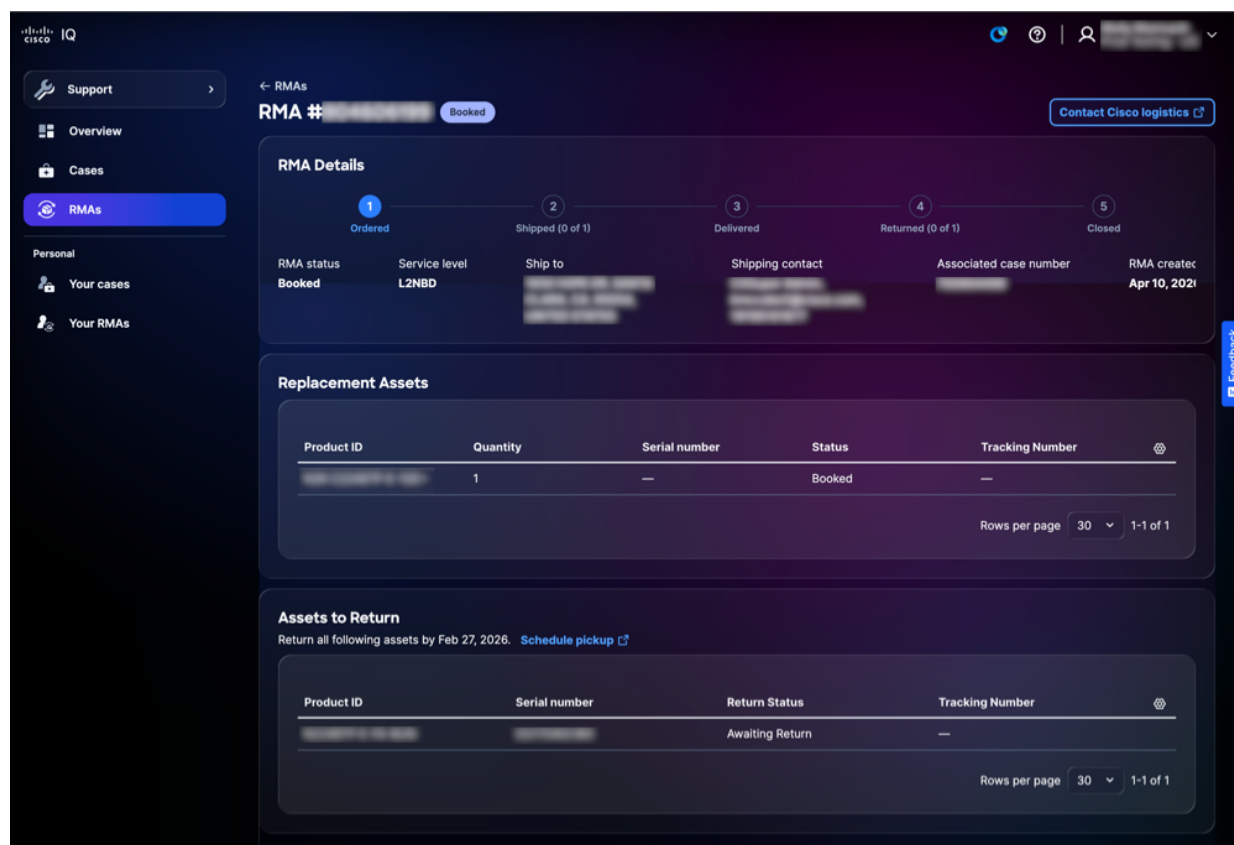 cisco IQ
Support
Overview
Cases
RMAs
Personal
Your cases
Your RMAs
← RMAs
RMA # Booked
Contact Cisco logistics
RMA Details
1 2 3 4 5
Ordered Shipped (0 of 1) Delivered Returned (0 of 1) Closed
RMA status Service level Ship to Shipping contact Associated case number RMA created
Booked L2NBD Apr 10, 202
Feedback
Replacement Assets
Product ID Quantity Serial number Status Tracking Number
1 — Booked —
Rows per page 30 1-1 of 1
Assets to Return
Return all following assets by Feb 27, 2026. Schedule pickup
Product ID Serial number Return Status Tracking Number
Awaiting Return —
Rows per page 30 1-1 of 1